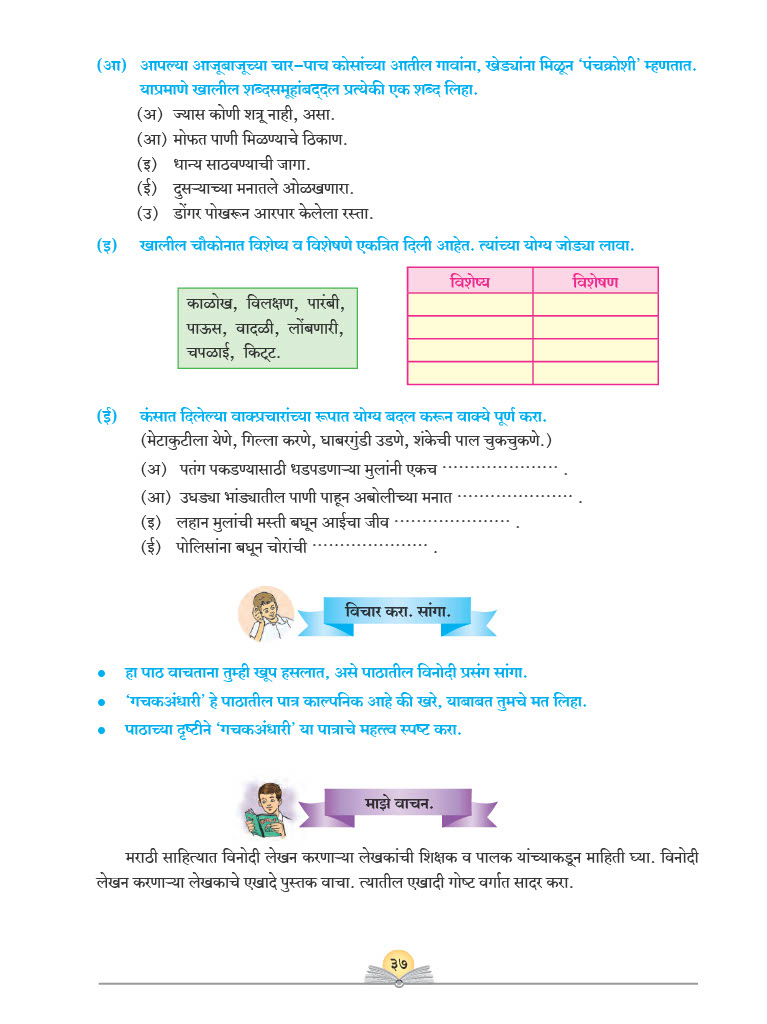 (आ) आपल्या आजूबाजूच्या चार–पाच कोसांच्या आतील गावांना, खेड्यांना मिळून ‘पंचक्रोशी’ म्हणतात.
याप्रमाणे खालील शब्दसमूहांबद्दल प्रत्येकी एक शब्द लिहा.
(अ) ज्यास कोणी शत्रू नाही, असा.
(आ) मोफत पाणी मिळण्याचे ठिकाण.
(इ) धान्य साठवण्याची जागा.
(ई) दुसऱ्याच्या मनातले ओळखणारा.
(उ) डोंगर पोखरून आरपार केलेला रस्ता.
(इ) खालील चौकोनात विशेष्य व विशेषणे एकत्रित दिली आहेत. त्यांच्या योग्य जोड्या लावा.
काळोख, विलक्षण, पारंबी,
पाऊस, वादळी, लोंबणारी,
चपळाई, किट्ट.
विशेष्य विशेषण
(ई) कंसात दिलेल्या वाक्प्रचारांच्या रूपात योग्य बदल करून वाक्ये पूर्ण करा.
(मेटाकुटीला येणे, गिल्ला करणे, घाबरगुंडी उडणे, शंकेची पाल चुकचुकणे.)
(अ) पतंग पकडण्यासाठी धडपडणाऱ्या मुलांनी एकच ····················· .
(आ) उघड्या भांड्यातील पाणी पाहून अबोलीच्या मनात ····················· .
(इ) लहान मुलांची मस्ती बघून आईचा जीव ····················· .
(ई) पोलिसांना बघून चोरांची ····················· .
विचार करा. सांगा.
● हा पाठ वाचताना तुम्ही खूप हसलात, असे पाठातील विनोदी प्रसंग सांगा.
● ‘गचकअंधारी’ हे पाठातील पात्र काल्पनिक आहे की खरे, याबाबत तुमचे मत लिहा.
● पाठाच्या दृष्टीने ‘गचकअंधारी’ या पात्राचे महत्त्व स्पष्ट करा.
माझे वाचन.
मराठी साहित्यात विनोदी लेखन करणाऱ्या लेखकांची शिक्षक व पालक यांच्याकडून माहिती घ्या. विनोदी
लेखन करणाऱ्या लेखकाचे एखादे पुस्तक वाचा. त्यातील एखादी गोष्ट वर्गात सादर करा.
३७